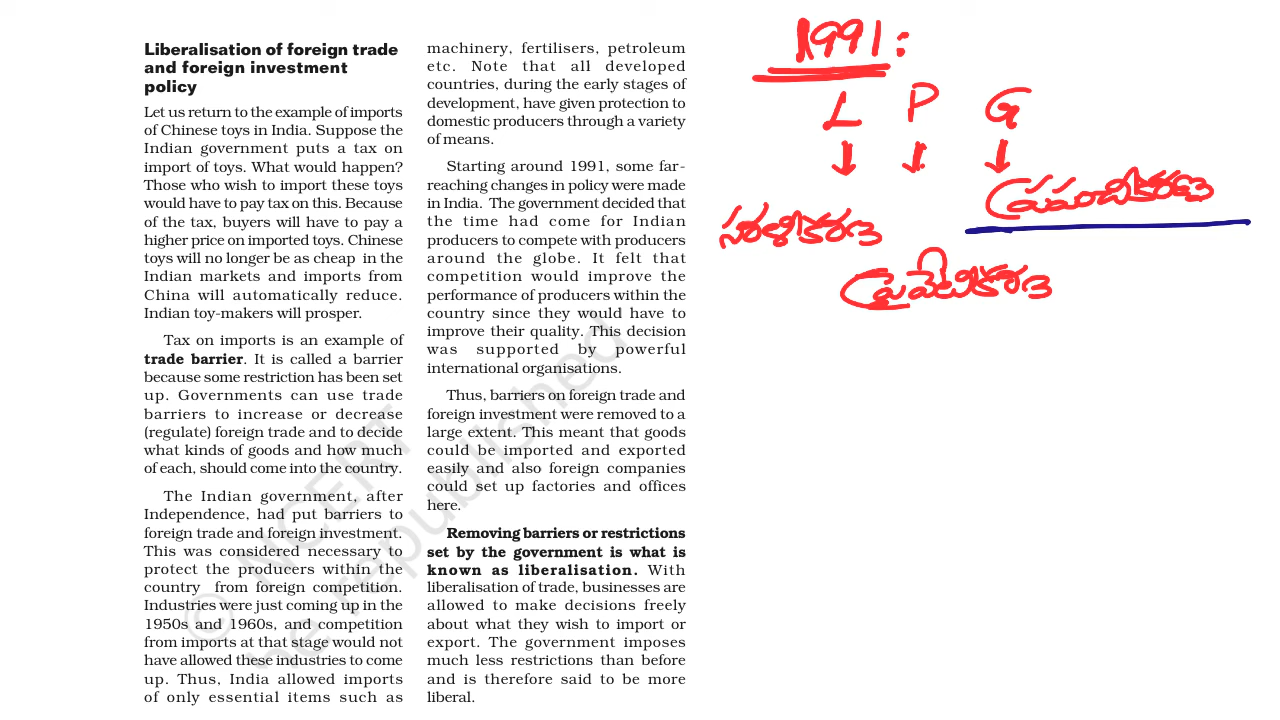 Liberalisation of foreign trade
and foreign investment
policy
Let us return to the example of imports
of Chinese toys in India. Suppose the
Indian government puts a tax on
import of toys. What would happen?
Those who wish to import these toys
would have to pay tax on this. Because
of the tax, buyers will have to pay a
higher price on imported toys. Chinese
toys will no longer be as cheap in the
Indian markets and imports from
China will automatically reduce.
Indian toy-makers will prosper.
Tax on imports is an example of
trade barrier. It is called a barrier
because some restriction has been set
up. Governments can use trade
barriers to increase or decrease
(regulate) foreign trade and to decide
what kinds of goods and how much
of each, should come into the country.
The Indian government, after
Independence, had put barriers to
foreign trade and foreign investment.
This was considered necessary to
protect the producers within the
country from foreign competition.
Industries were just coming up in the
1950s and 1960s, and competition
from imports at that stage would not
have allowed these industries to come
up. Thus, India allowed imports
of only essential items such as
machinery, fertilisers, petroleum
etc. Note that all developed
countries, during the early stages of
development, have given protection to
domestic producers through a variety
of means.
Starting around 1991, some far-
reaching changes in policy were made
in India. The government decided that
the time had come for Indian
producers to compete with producers
around the globe. It felt that
competition would improve the
performance of producers within the
country since they would have to
improve their quality. This decision
was supported by powerful
international organisations.
Thus, barriers on foreign trade and
foreign investment were removed to a
large extent. This meant that goods
could be imported and exported
easily and also foreign companies
could set up factories and offices
here.
Removing barriers or restrictions
set by the government is what is
known as liberalisation. With
liberalisation of trade, businesses are
allowed to make decisions freely
about what they wish to import or
export. The government imposes
much less restrictions than before
and is therefore said to be more
liberal.
1991:
L P G
ప్రపంచీకరణ
సరళీకరణ
ప్రైవేటీకరణ
© NCERT
be republished